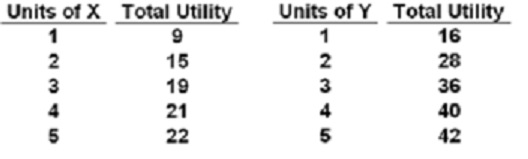 Units of X Total Utility Units of Y Total Utility
1 9 1 16
2 15 2 28
3 19 3 36
4 21 4 40
5 22 5 42